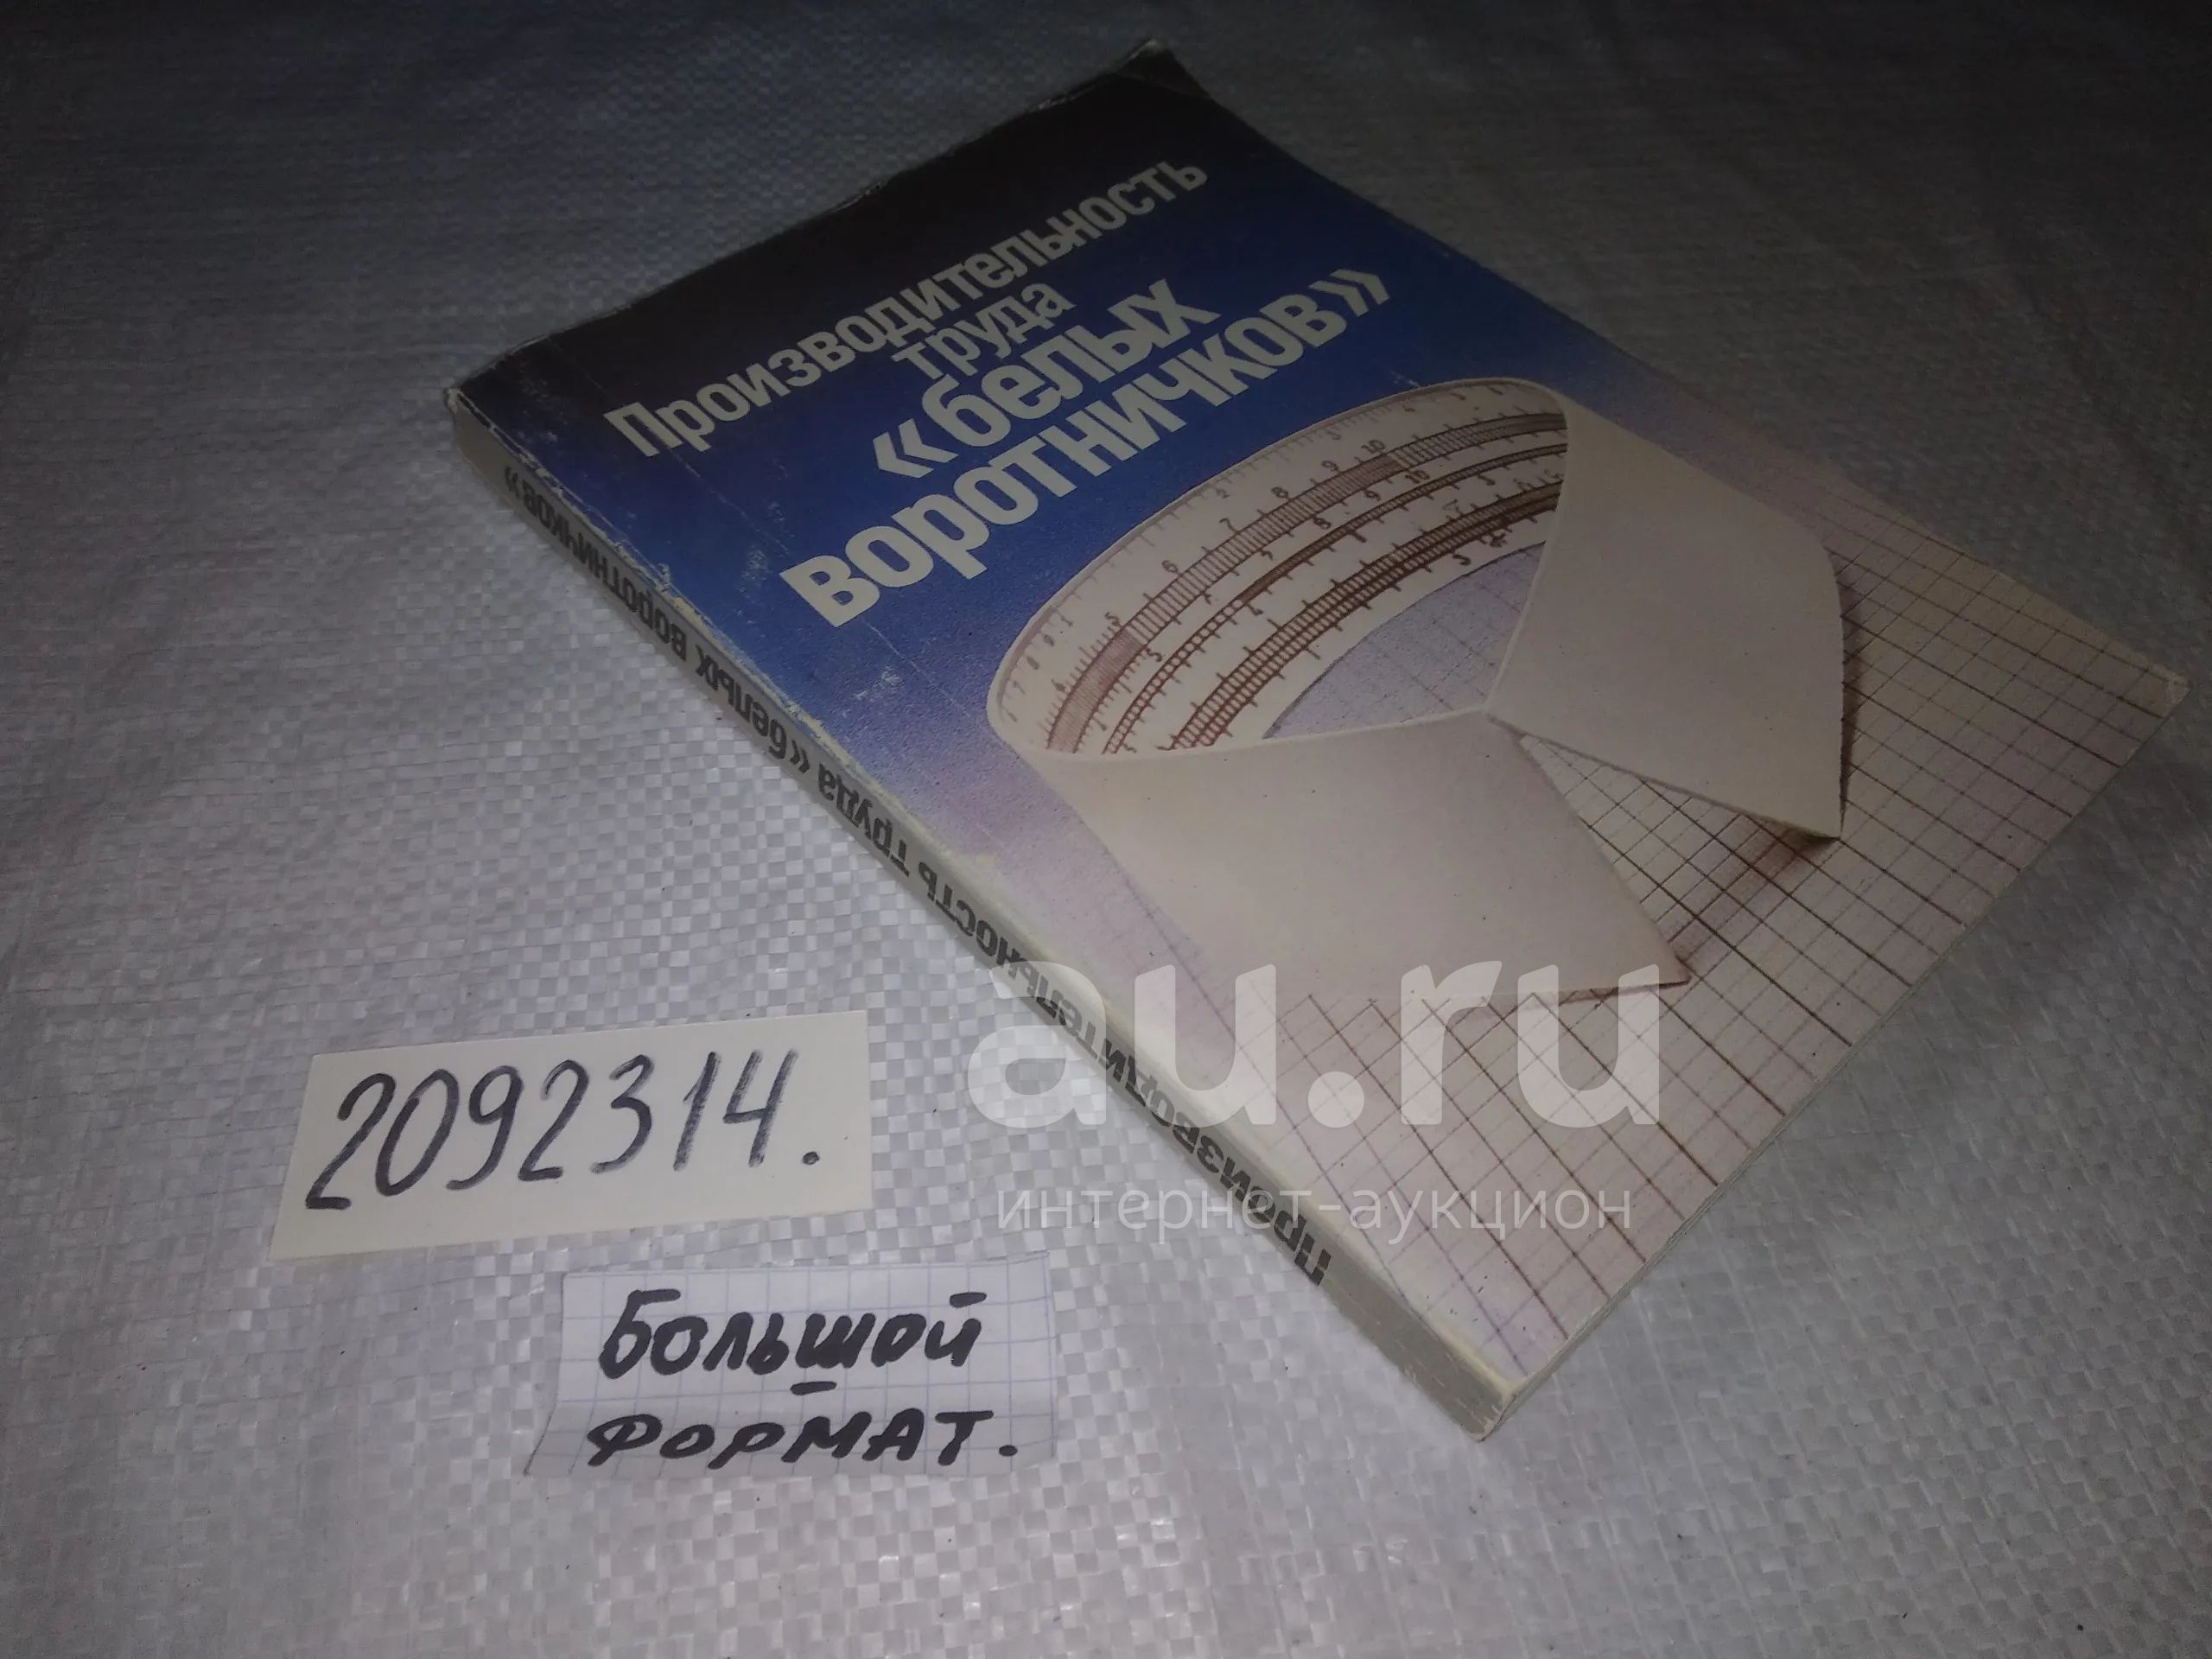 Производительность
труда
«белых
воротничков»
Производительность труда «белых воротничков»
2092314.
Большой
формат.
au.ru
интернет-аукцион